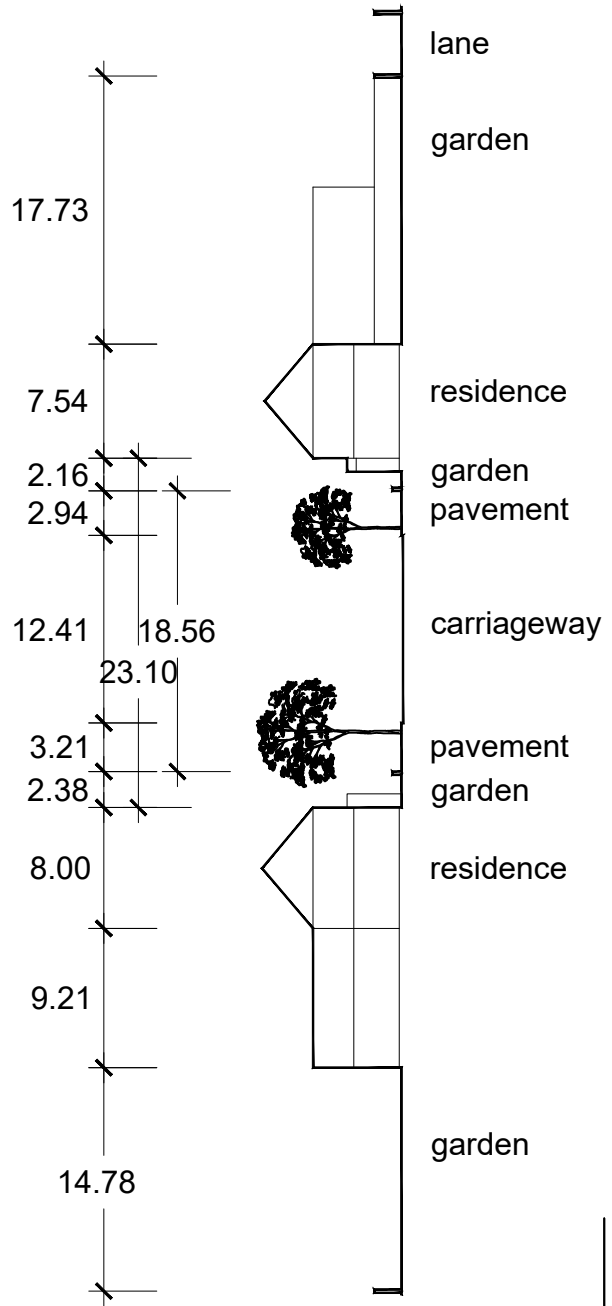 lane
garden
17.73
7.54
residence
2.16
garden
2.94
pavement
12.41
18.56
carriageway
23.10
3.21
pavement
2.38
garden
8.00
residence
9.21
garden
14.78